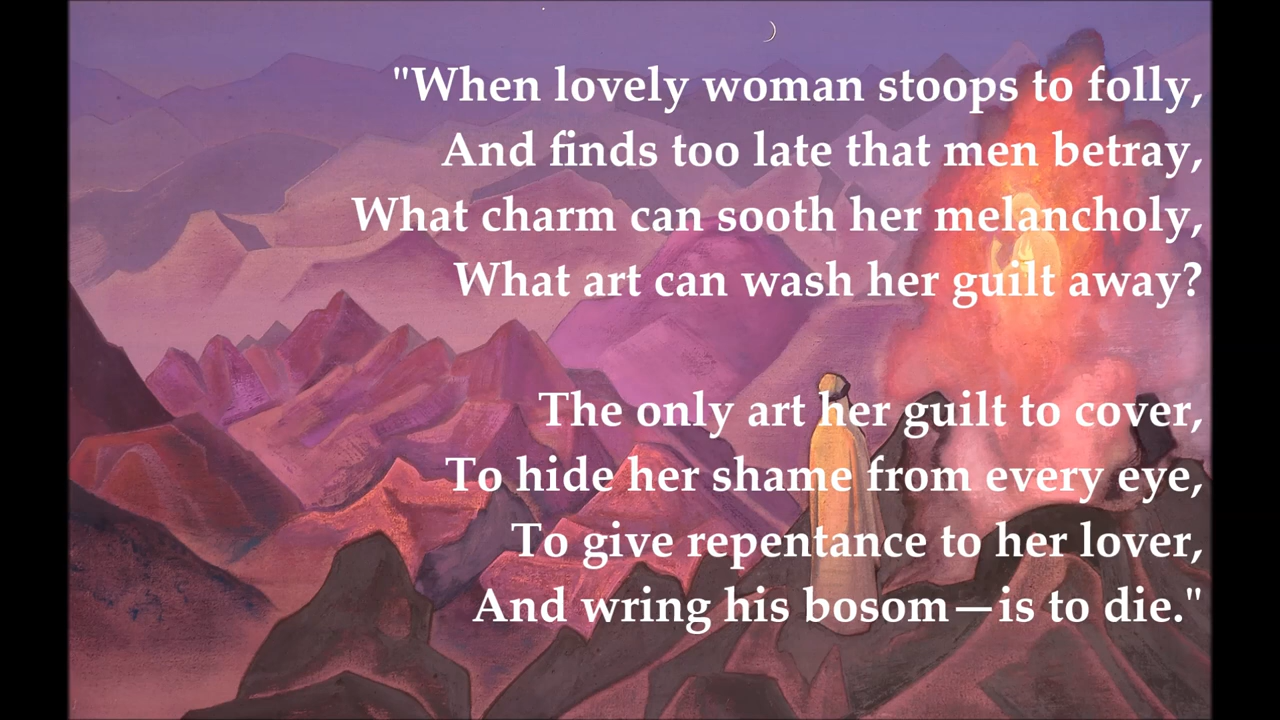 "When lovely woman stoops to folly,
And finds too late that men betray,
What charm can sooth her melancholy,
What art can wash her guilt away?
The only art her guilt to cover,
To hide her shame from every eye,
To give repentance to her lover,
And wring his bosom—is to die."